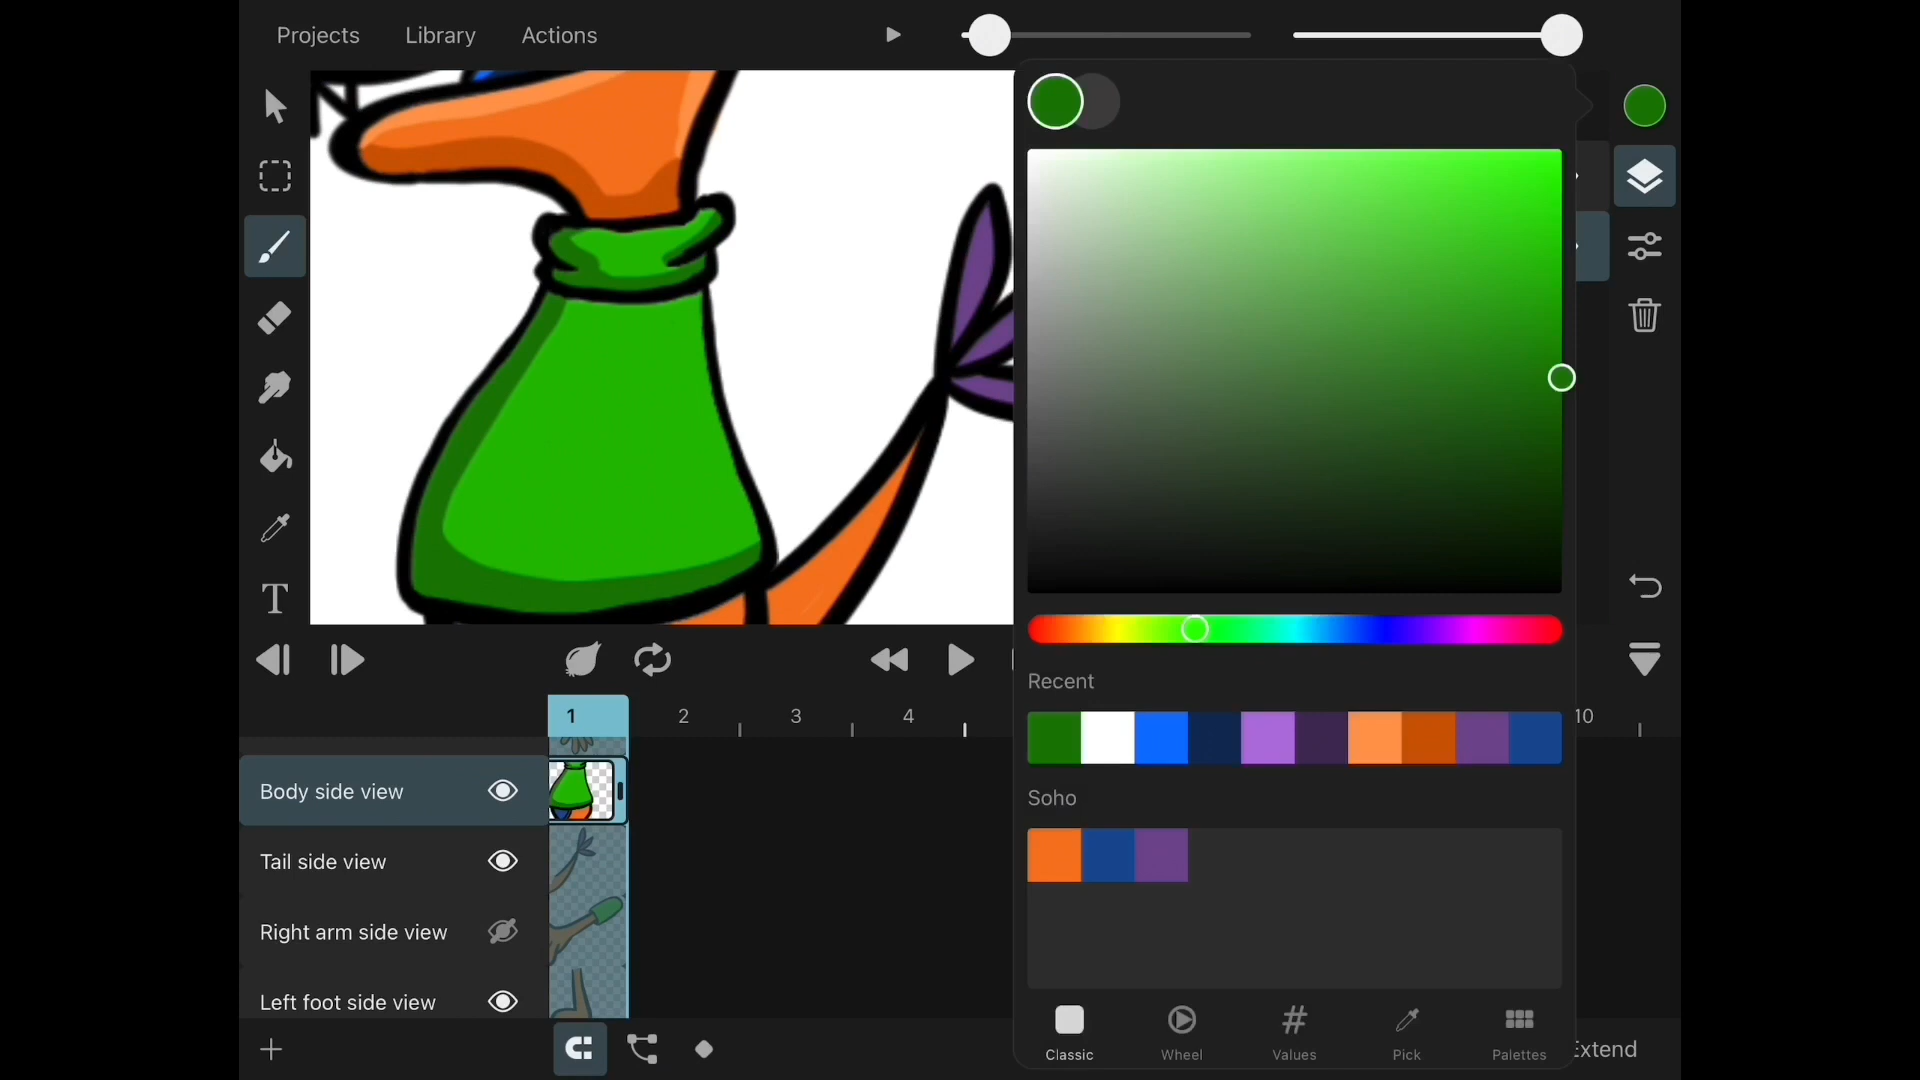 Projects Library Actions
Recent
1 2 3 4 10
Body side view
Soho
Tail side view
Right arm side view
Left foot side view
Classic Wheel Values Pick Palettes
Extend